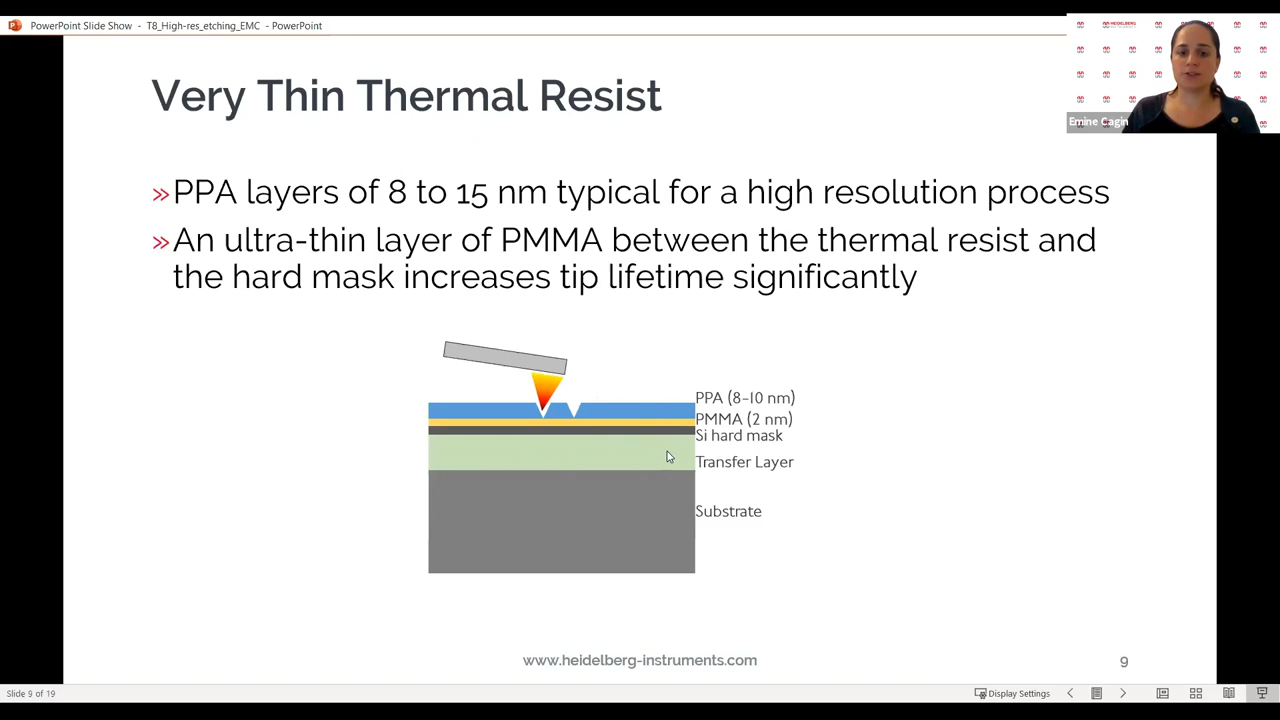 PowerPoint Slide Show - T8_High-res_etching_EMC - PowerPoint
HEIDELBERG
Emine Cagin
Very Thin Thermal Resist
» PPA layers of 8 to 15 nm typical for a high resolution process
» An ultra-thin layer of PMMA between the thermal resist and
the hard mask increases tip lifetime significantly
PPA (8-10 nm)
PMMA (2 nm)
Si hard mask
Transfer Layer
Substrate
www.heidelberg-instruments.com
9
Slide 9 of 19
Display Settings